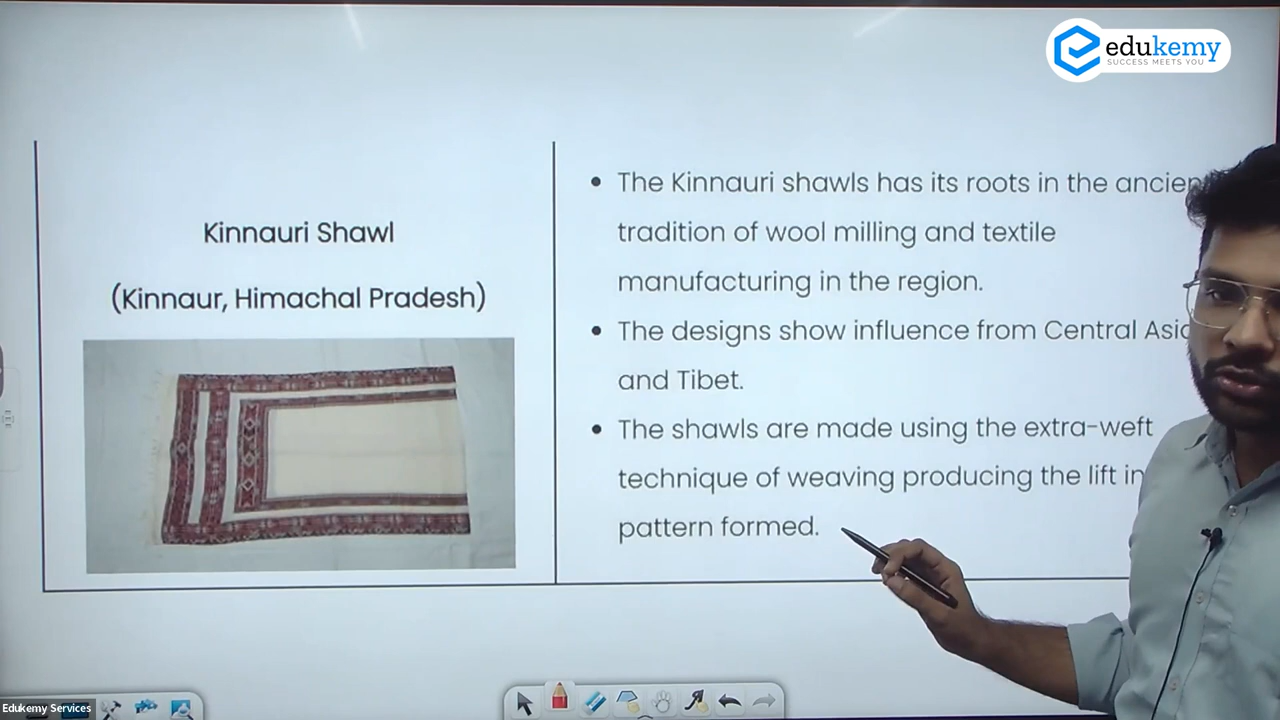 edukemy
SUCCESS MEETS YOU
Kinnauri Shawl
(Kinnaur, Himachal Pradesh)
• The Kinnauri shawls has its roots in the
tradition of wool milling and textile
manufacturing in the region.
• The designs show influence from Central
and Tibet.
• The shawls are made using the extra-weft
technique of weaving producing the lift in
pattern formed.
Edukemy Services